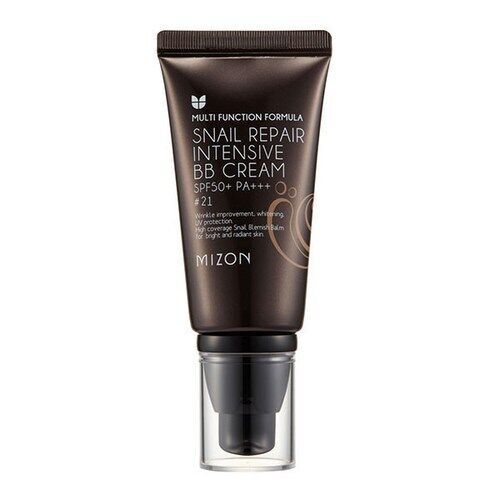 MULTI FUNCTION FORMULA
SNAIL REPAIR
INTENSIVE
BB CREAM
SPF50+ PA+++
#21
Wrinkle improvement, whitening,
UV protection.
High coverage Snail Blemish Balm
for bright and radiant skin.
MIZON